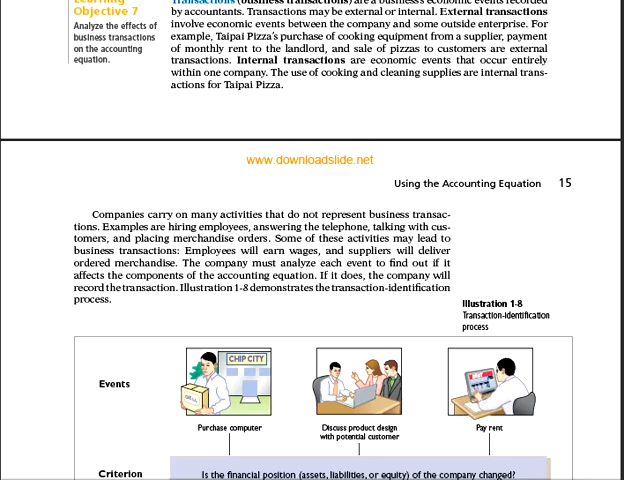 Learning
Objective 7
Analyze the effects of
business transactions
on the accounting
equation.
Transactions (business transactions) are a business's economic events recorded
by accountants. Transactions may be external or internal. External transactions
involve economic events between the company and some outside enterprise. For
example, Taipai Pizza's purchase of cooking equipment from a supplier, payment
of monthly rent to the landlord, and sale of pizzas to customers are external
transactions. Internal transactions are economic events that occur entirely
within one company. The use of cooking and cleaning supplies are internal trans-
actions for Taipai Pizza.
www.downloadslide.net
Using the Accounting Equation 15
Companies carry on many activities that do not represent business transac-
tions. Examples are hiring employees, answering the telephone, talking with cus-
tomers, and placing merchandise orders. Some of these activities may lead to
business transactions: Employees will earn wages, and suppliers will deliver
ordered merchandise. The company must analyze each event to find out if it
affects the components of the accounting equation. If it does, the company will
record the transaction. Illustration 1-8 demonstrates the transaction-identification
process.
Illustration 1-8
Transaction-identification
process
Events
CHIP CITY
Purchase computer
Discuss product design
with potential customer
Pay rent
Criterion
Is the financial position (assets, liabilities, or equity) of the company changed?